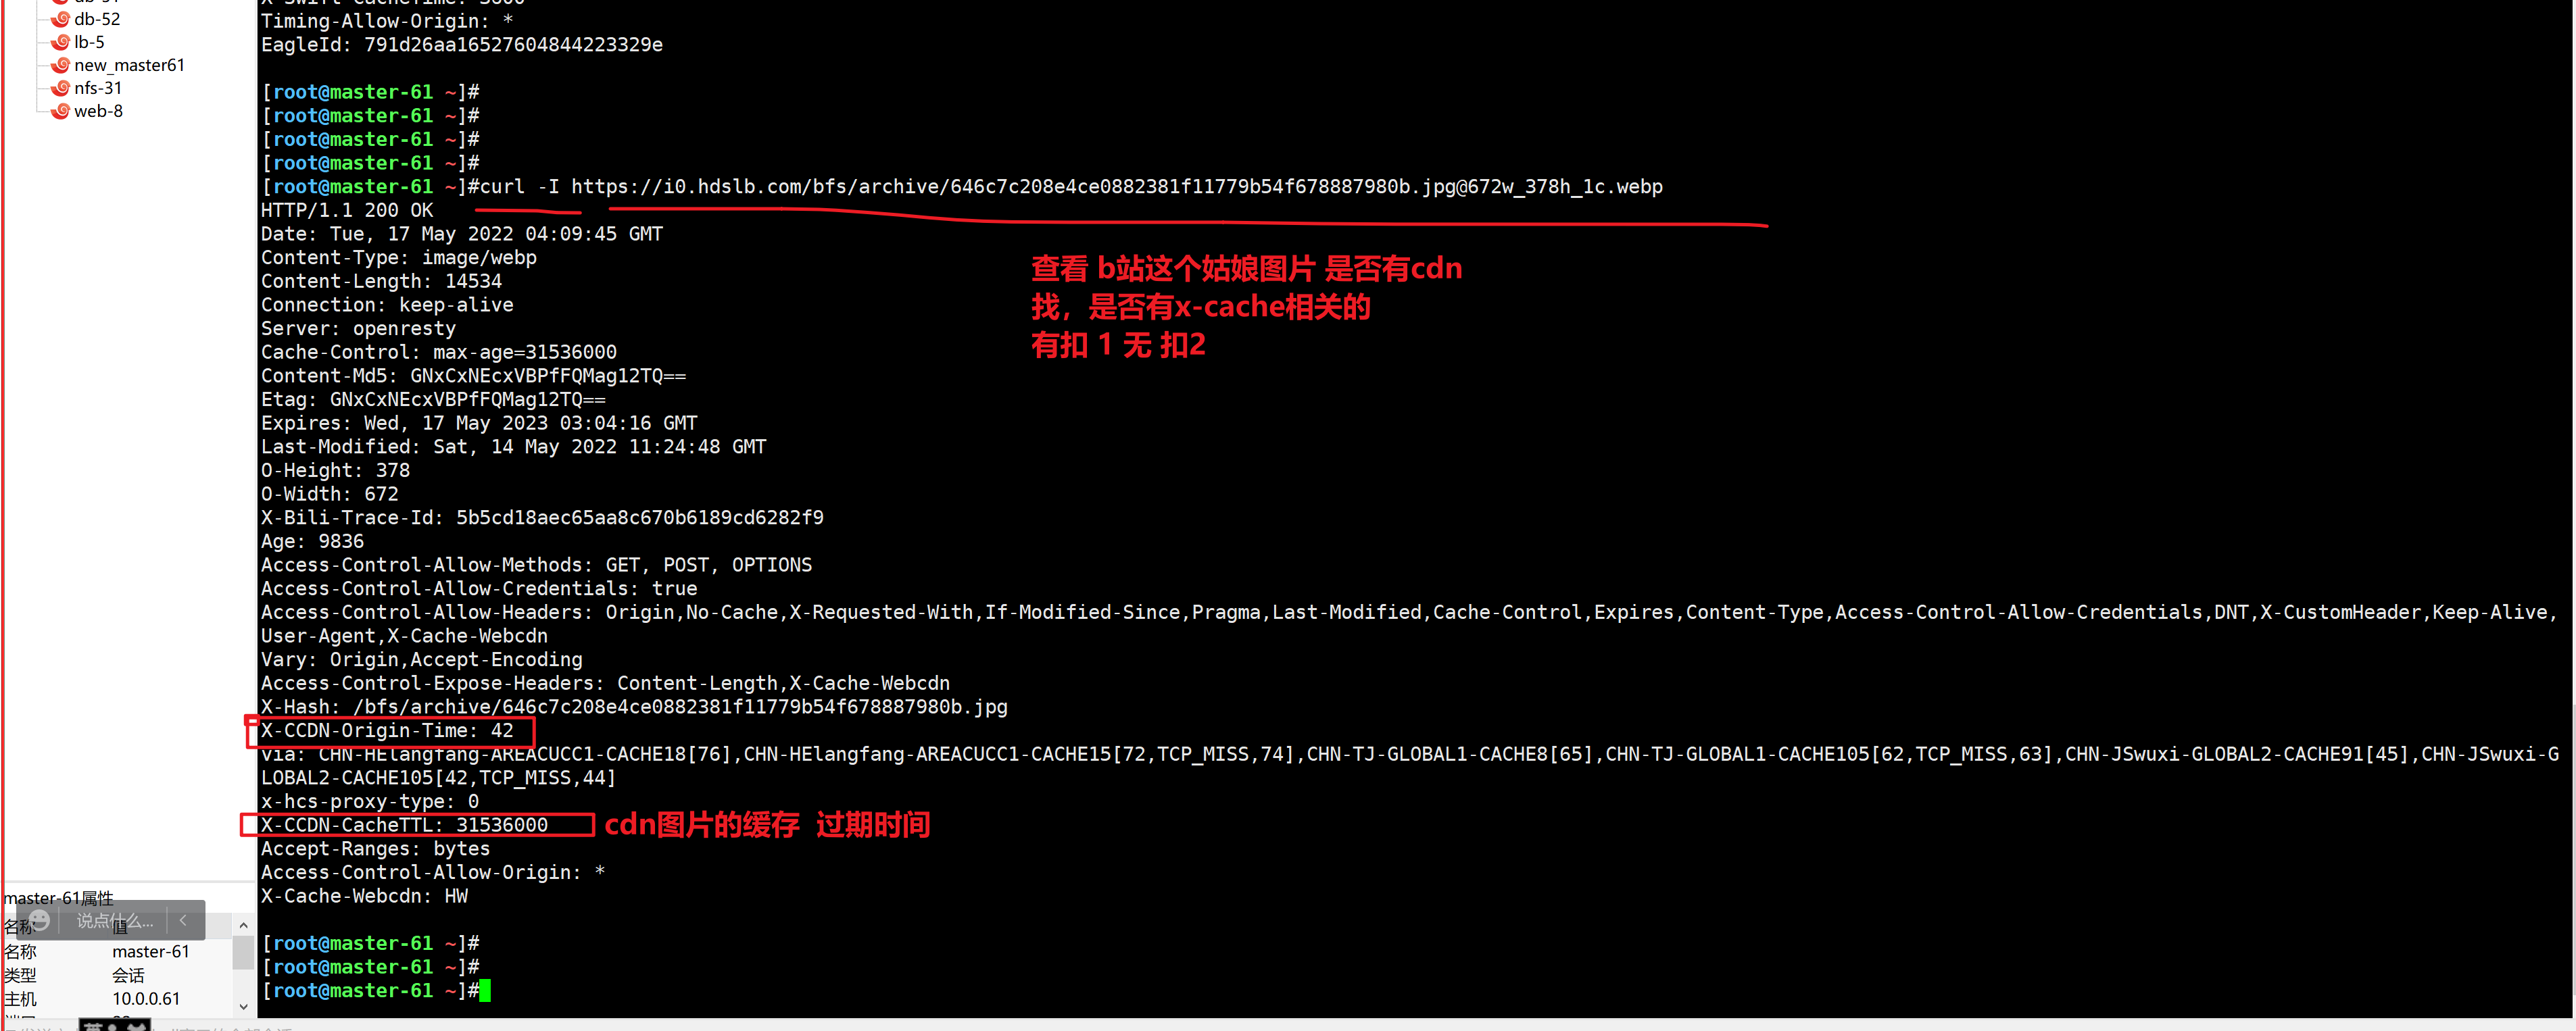 db-52
lb-5
new_master61
nfs-31
web-8
Timing-Allow-Origin: *
EagleId: 791d26aa16527604844223329e
[root@master-61 ~]#
[root@master-61 ~]#
[root@master-61 ~]#
[root@master-61 ~]#
[root@master-61 ~]#curl -I https://i0.hdslb.com/bfs/archive/646c7c208e4ce0882381f11779b54f678887980b.jpg@672w_378h_1c.webp
HTTP/1.1 200 OK
Date: Tue, 17 May 2022 04:09:45 GMT
Content-Type: image/webp
Content-Length: 14534
Connection: keep-alive
Server: openresty
Cache-Control: max-age=31536000
Content-Md5: GNxCxNEcxVBPfFQMag12TQ==
Etag: GNxCxNEcxVBPfFQMag12TQ==
Expires: Wed, 17 May 2023 03:04:16 GMT
Last-Modified: Sat, 14 May 2022 11:24:48 GMT
O-Height: 378
O-Width: 672
X-Bili-Trace-Id: 5b5cd18aec65aa8c670b6189cd6282f9
Age: 9836
Access-Control-Allow-Methods: GET, POST, OPTIONS
Access-Control-Allow-Credentials: true
Access-Control-Allow-Headers: Origin,No-Cache,X-Requested-With,If-Modified-Since,Pragma,Last-Modified,Cache-Control,Expires,Content-Type,Access-Control-Allow-Credentials,DNT,X-CustomHeader,Keep-Alive,
User-Agent,X-Cache-Webcdn
Vary: Origin,Accept-Encoding
Access-Control-Expose-Headers: Content-Length,X-Cache-Webcdn
X-Hash: /bfs/archive/646c7c208e4ce0882381f11779b54f678887980b.jpg
X-CCDN-Origin-Time: 42
via: CHN-HElangfang-AREACUCC1-CACHE18[76],CHN-HElangfang-AREACUCC1-CACHE15[72,TCP_MISS,74],CHN-TJ-GLOBAL1-CACHE8[65],CHN-TJ-GLOBAL1-CACHE105[62,TCP_MISS,63],CHN-JSwuxi-GLOBAL2-CACHE91[45],CHN-JSwuxi-G
LOBAL2-CACHE105[42,TCP_MISS,44]
x-hcs-proxy-type: 0
X-CCDN-CacheTTL: 31536000
Accept-Ranges: bytes
Access-Control-Allow-Origin: *
X-Cache-Webcdn: HW
[root@master-61 ~]#
[root@master-61 ~]#
[root@master-61 ~]#
查看 b站这个姑娘图片 是否有cdn
找，是否有x-cache相关的
有扣 1 无 扣2
cdn图片的缓存 过期时间
master-61属性
名称 值
说点什么...
名称 master-61
类型 会话
主机 10.0.0.61